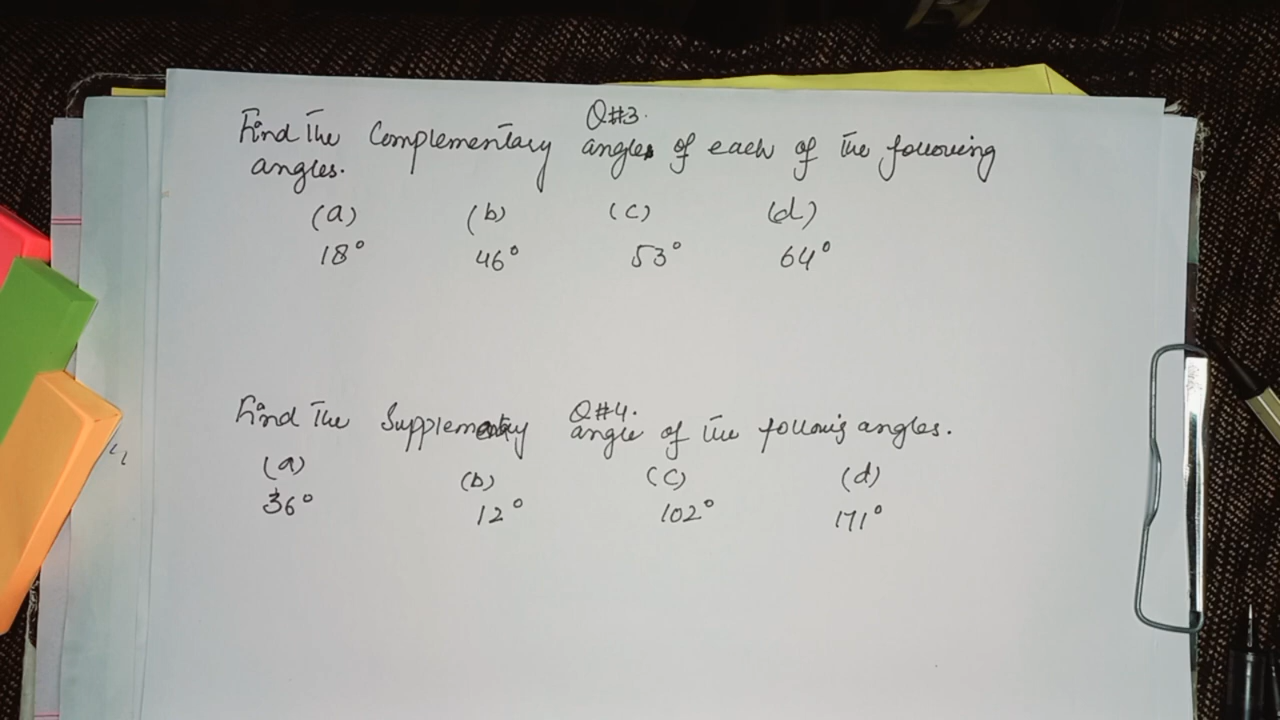 Q#3.
Find The Complementary angles of each of the following
angles.
(a) (b) (c) (d)
18° 46° 53° 64°
Q#4.
Find The Supplementary angle of the following angles.
(a) (b) (c) (d)
36° 12° 102° 171°